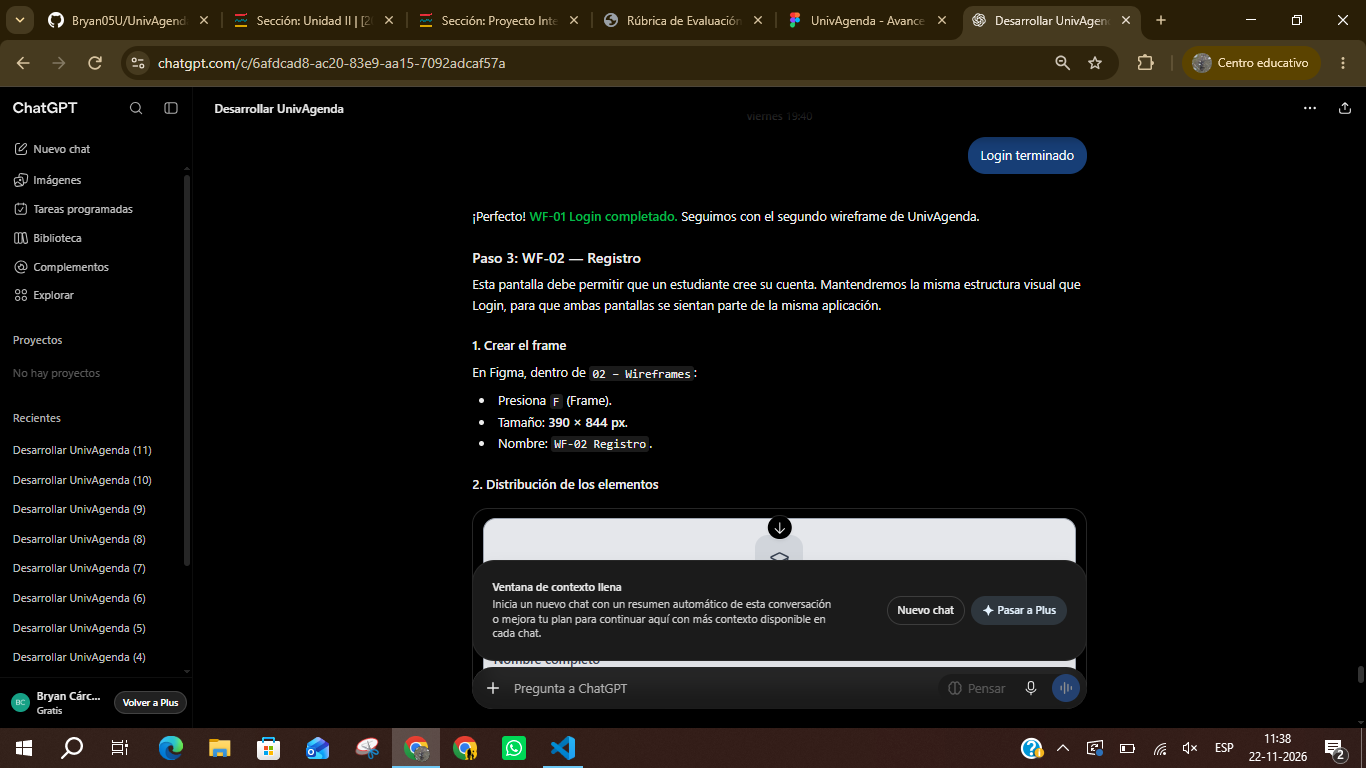 Bryan05U/UnivAgenda
Sección: Unidad II | [20
Sección: Proyecto Inte
Rúbrica de Evaluación
UnivAgenda - Avance
Desarrollar UnivAgend
chatgpt.com/c/6afdcad8-ac20-83e9-aa15-7092adcaf57a
Centro educativo
ChatGPT
Desarrollar UnivAgenda
viernes 19:40
Nuevo chat
Imágenes
Tareas programadas
Biblioteca
Complementos
Explorar
Proyectos
No hay proyectos
Recientes
Desarrollar UnivAgenda (11)
Desarrollar UnivAgenda (10)
Desarrollar UnivAgenda (9)
Desarrollar UnivAgenda (8)
Desarrollar UnivAgenda (7)
Desarrollar UnivAgenda (6)
Desarrollar UnivAgenda (5)
Desarrollar UnivAgenda (4)
BC
Bryan Cárc...
Gratis
Volver a Plus
Login terminado
¡Perfecto! WF-01 Login completado. Seguimos con el segundo wireframe de UnivAgenda.
Paso 3: WF-02 — Registro
Esta pantalla debe permitir que un estudiante cree su cuenta. Mantendremos la misma estructura visual que
Login, para que ambas pantallas se sientan parte de la misma aplicación.
1. Crear el frame
En Figma, dentro de 02 – Wireframes:
• Presiona F (Frame).
• Tamaño: 390 × 844 px.
• Nombre: WF-02 Registro.
2. Distribución de los elementos
Ventana de contexto llena
Inicia un nuevo chat con un resumen automático de esta conversación
o mejora tu plan para continuar aquí con más contexto disponible en
cada chat.
Nuevo chat
Pasar a Plus
Nombre completo
Pregunta a ChatGPT
Pensar
ESP
11:38
22-11-2026
2